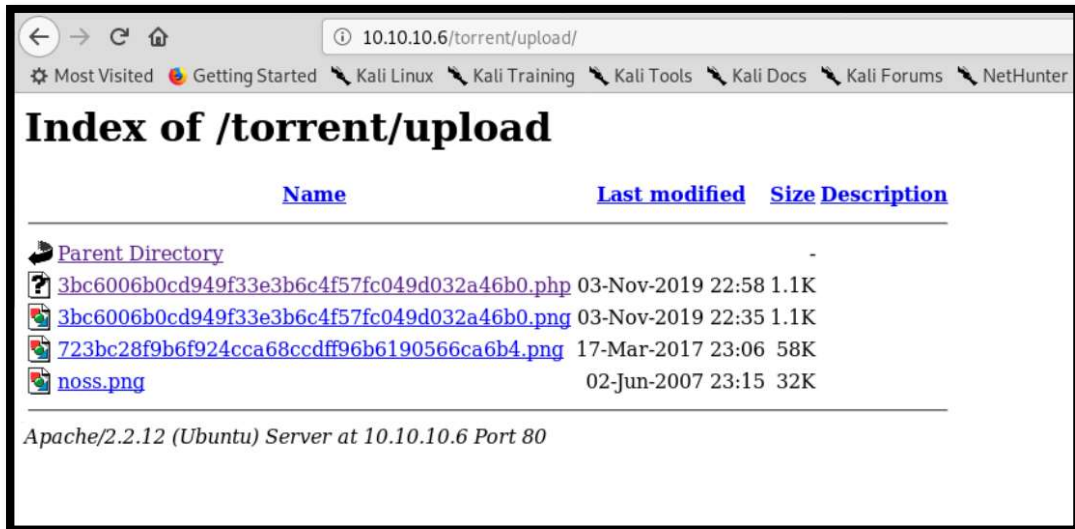 10.10.10.6/torrent/upload/
Most Visited Getting Started Kali Linux Kali Training Kali Tools Kali Docs Kali Forums NetHunter
Index of /torrent/upload
Name Last modified Size Description
Parent Directory -
3bc6006b0cd949f33e3b6c4f57fc049d032a46b0.php 03-Nov-2019 22:58 1.1K
3bc6006b0cd949f33e3b6c4f57fc049d032a46b0.png 03-Nov-2019 22:35 1.1K
723bc28f9b6f924cca68ccdff96b6190566ca6b4.png 17-Mar-2017 23:06 58K
noss.png 02-Jun-2007 23:15 32K
Apache/2.2.12 (Ubuntu) Server at 10.10.10.6 Port 80